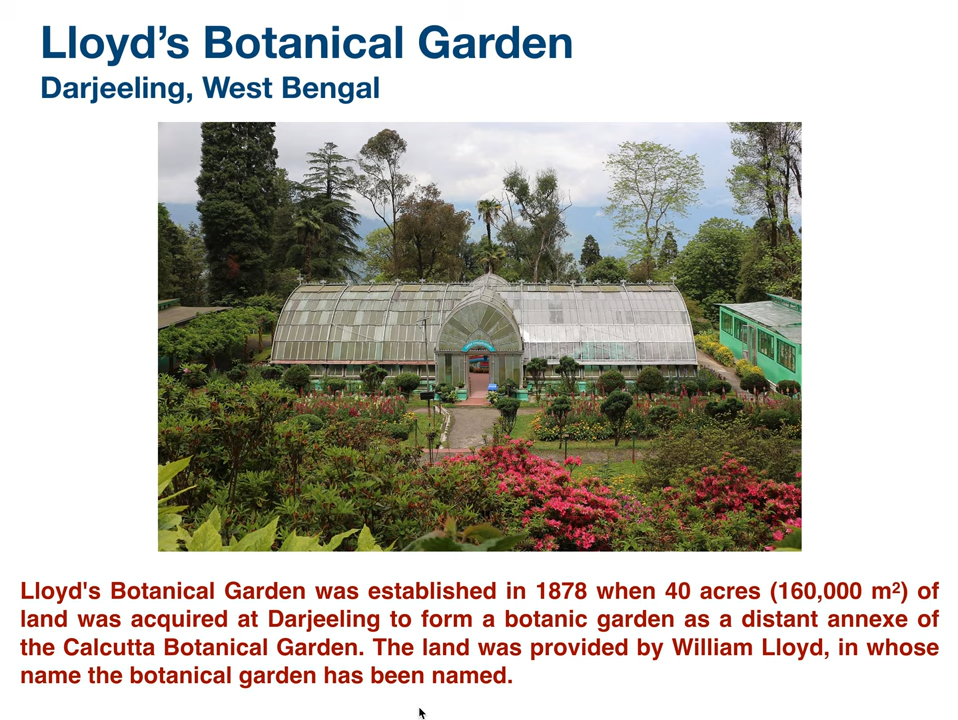 Lloyd’s Botanical Garden
Darjeeling, West Bengal
Lloyd's Botanical Garden was established in 1878 when 40 acres (160,000 m²) of
land was acquired at Darjeeling to form a botanic garden as a distant annexe of
the Calcutta Botanical Garden. The land was provided by William Lloyd, in whose
name the botanical garden has been named.